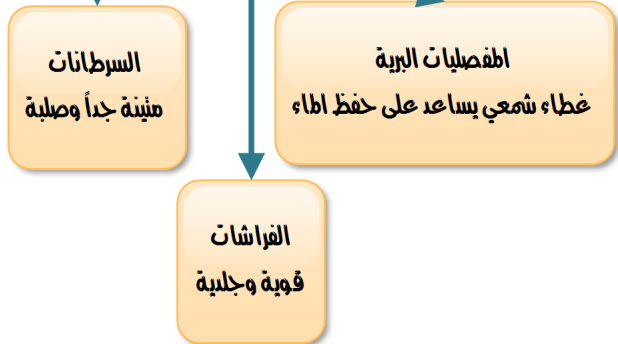 المفصليات البرية
غطاء شمعي يساعد على حفظ الماء
السرطانات
متينة جداً وصلبة
الفراشات
قوية وجلدية